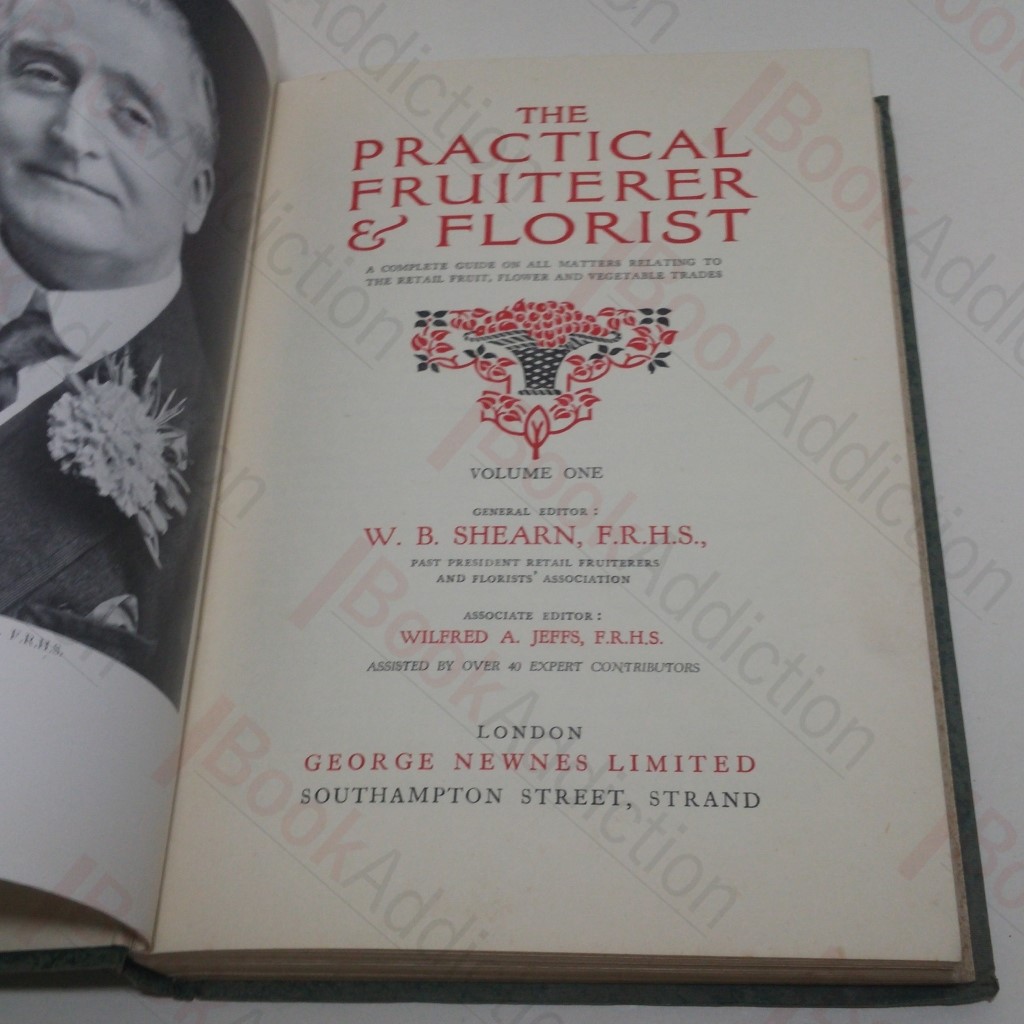 F.R.H.S.
THE
PRACTICAL
FRUITERER
& FLORIST
A COMPLETE GUIDE ON ALL MATTERS RELATING TO
THE RETAIL FRUIT, FLOWER AND VEGETABLE TRADES
VOLUME ONE
GENERAL EDITOR :
W. B. SHEARN, F.R.H.S.,
PAST PRESIDENT RETAIL FRUITERERS
AND FLORISTS' ASSOCIATION
ASSOCIATE EDITOR :
WILFRED A. JEFFS, F.R.H.S.
ASSISTED BY OVER 40 EXPERT CONTRIBUTORS
LONDON
GEORGE NEWNES LIMITED
SOUTHAMPTON STREET, STRAND
BookAddiction